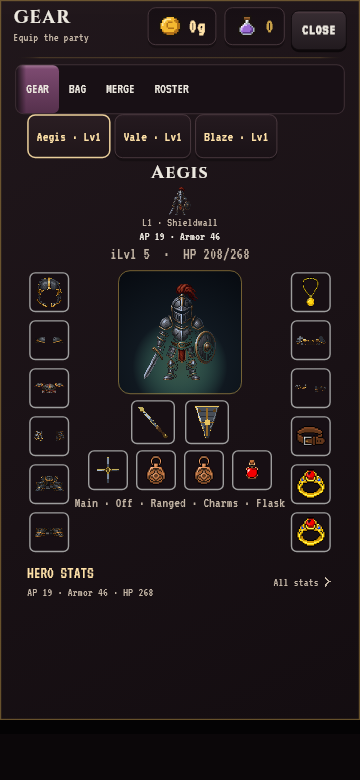 GEAR
Equip the party
0g
0
CLOSE
GEAR BAG MERGE ROSTER
Aegis · Lv1 Vale · Lv1 Blaze · Lv1
AEGIS
L1 · Shieldwall
AP 19 · Armor 46
iLvl 5 · HP 208/268
Main · Off · Ranged · Charms · Flask
HERO STATS
AP 19 · Armor 46 · HP 268
All stats